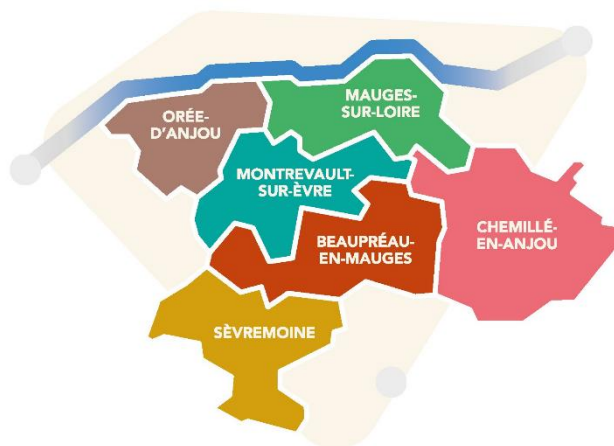 ORÉE-
D'ANJOU
MAUGES-
SUR-LOIRE
MONTREVAULT
-SUR-ÈVRE
BEAUPRÉAU-
EN-MAUGES
CHEMILLÉ-
EN-ANJOU
SÈVREMOINE